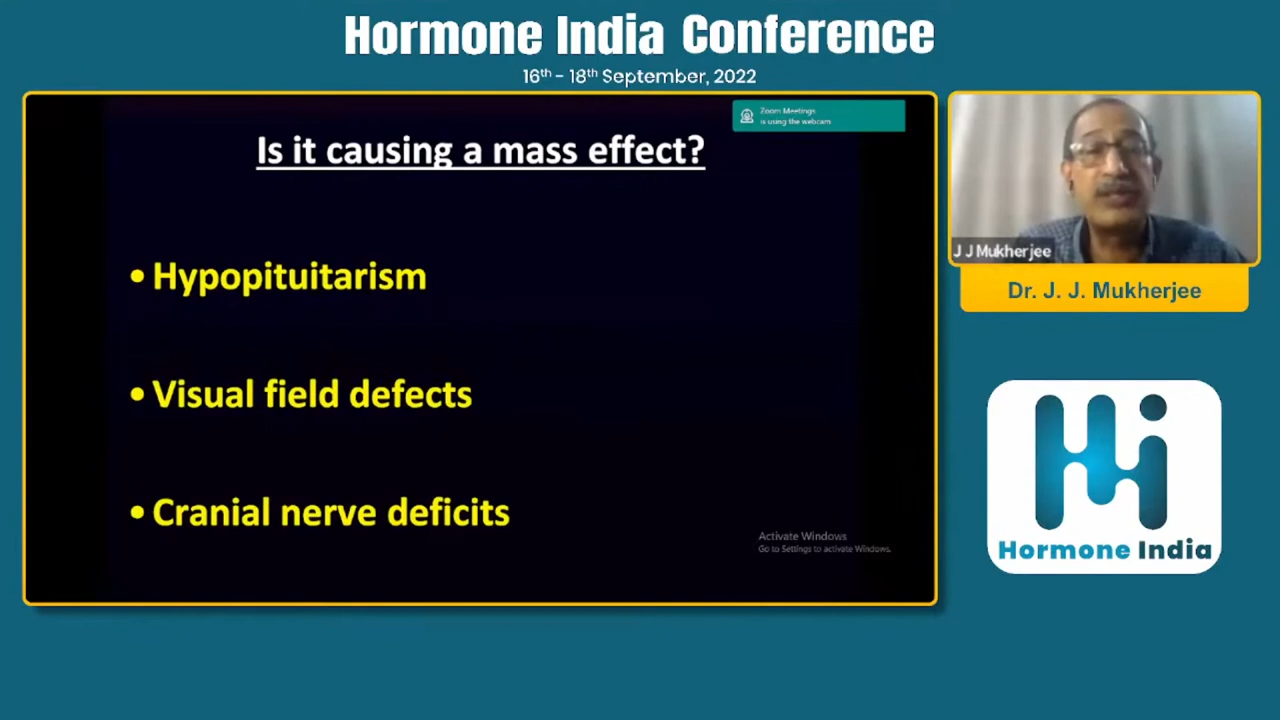 Hormone India Conference
16th - 18th September, 2022
Zoom Meetings
is using the webcam
Is it causing a mass effect?
• Hypopituitarism
• Visual field defects
• Cranial nerve deficits
Activate Windows
Go to Settings to activate Windows.
J J Mukherjee
Dr. J. J. Mukherjee
Hi
Hormone India